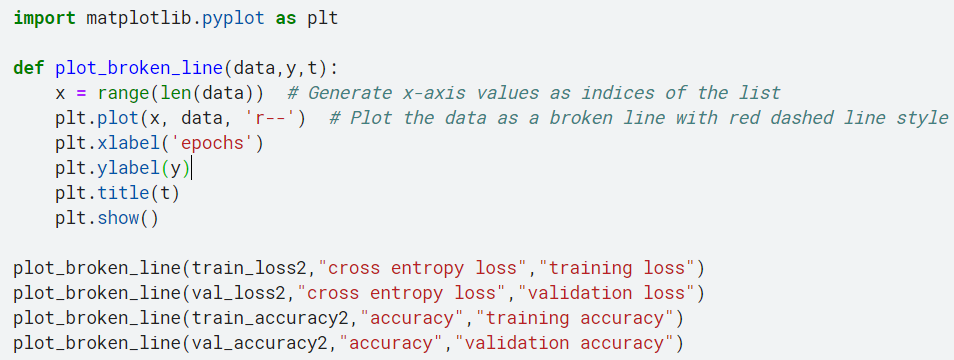 import matplotlib.pyplot as plt

def plot_broken_line(data,y,t):
    x = range(len(data))  # Generate x-axis values as indices of the list
    plt.plot(x, data, 'r--')  # Plot the data as a broken line with red dashed line style
    plt.xlabel('epochs')
    plt.ylabel(y)
    plt.title(t)
    plt.show()

plot_broken_line(train_loss2,"cross entropy loss","training loss")
plot_broken_line(val_loss2,"cross entropy loss","validation loss")
plot_broken_line(train_accuracy2,"accuracy","training accuracy")
plot_broken_line(val_accuracy2,"accuracy","validation accuracy")